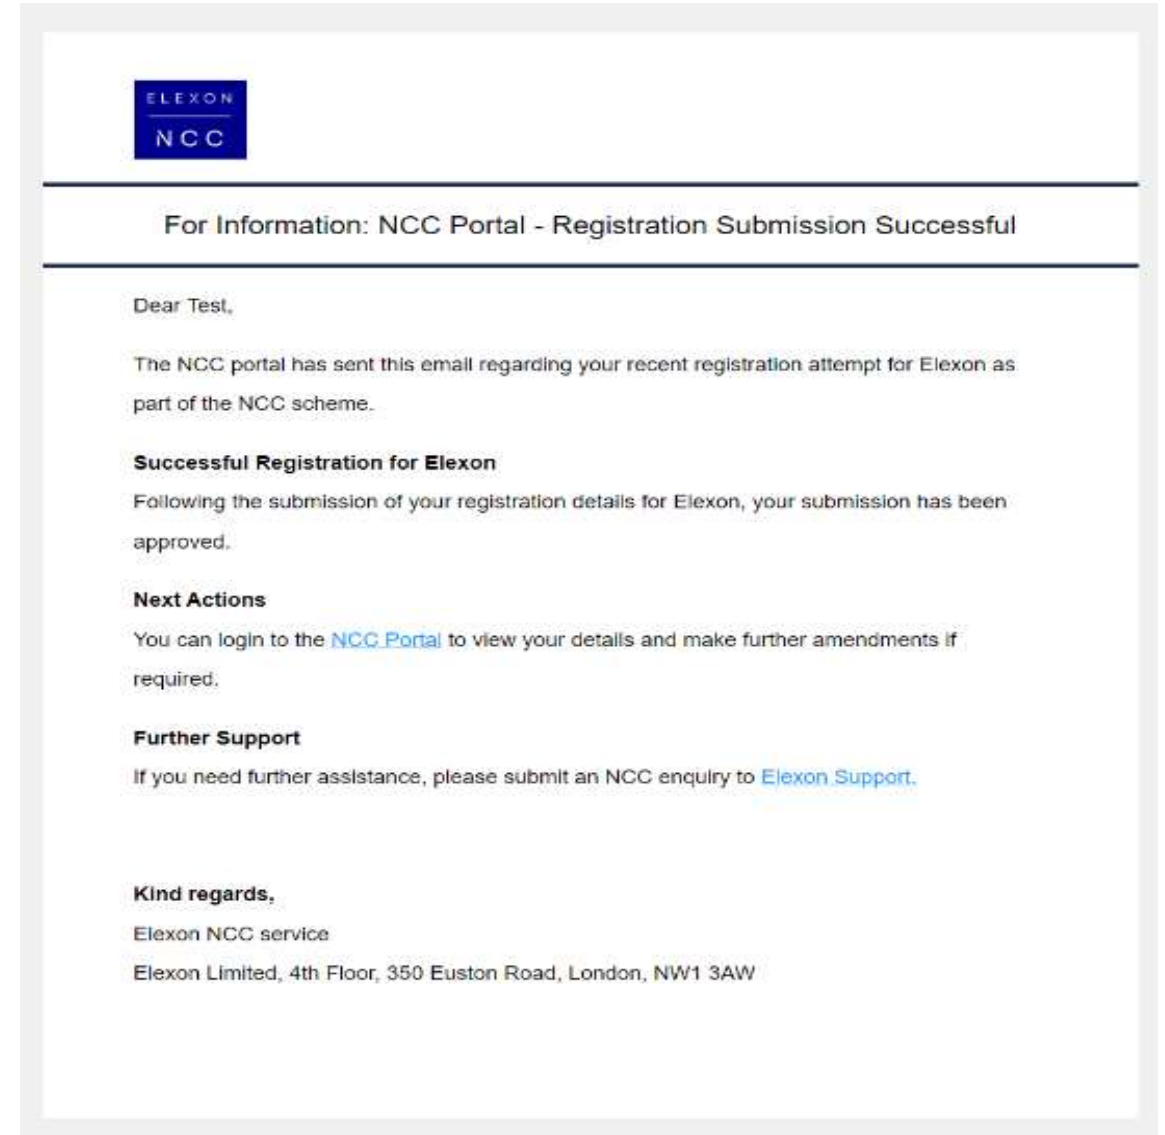 ELEXON
NCC
For Information: NCC Portal - Registration Submission Successful
Dear Test,
The NCC portal has sent this email regarding your recent registration attempt for Elexon as
part of the NCC scheme.
Successful Registration for Elexon
Following the submission of your registration details for Elexon, your submission has been
approved.
Next Actions
You can login to the NCC Portal to view your details and make further amendments if
required.
Further Support
If you need further assistance, please submit an NCC enquiry to Elexon Support.
Kind regards,
Elexon NCC service
Elexon Limited, 4th Floor, 350 Euston Road, London, NW1 3AW